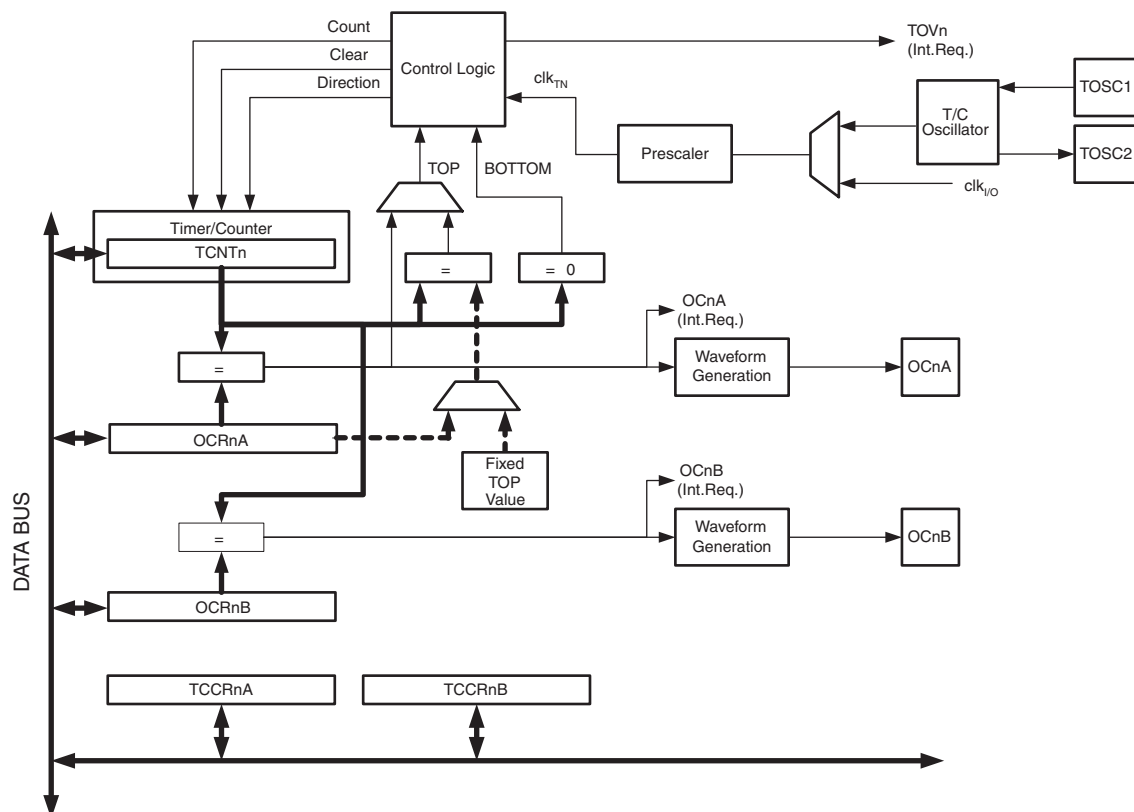 Count
Clear
Direction
Control Logic
TOVn
(Int.Req.)
clkTN
TOSC1
T/C
Oscillator
TOSC2
Prescaler
clkI/O
TOP
BOTTOM
Timer/Counter
TCNTn
=
= 0
OCnA
(Int.Req.)
=
Waveform
Generation
OCnA
OCRnA
Fixed
TOP
Value
OCnB
(Int.Req.)
=
Waveform
Generation
OCnB
OCRnB
TCCRnA
TCCRnB
DATA BUS